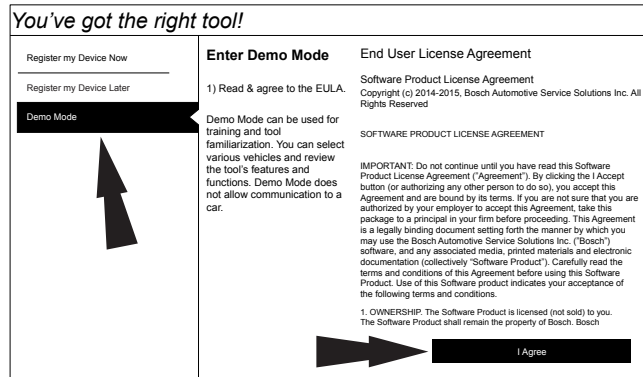 You've got the right tool!
Register my Device Now
Register my Device Later
Demo Mode
Enter Demo Mode
1) Read & agree to the EULA.
Demo Mode can be used for
training and tool
familiarization. You can select
various vehicles and review
the tool's features and
functions. Demo Mode does
not allow communication to a
car.
End User License Agreement
Software Product License Agreement
Copyright (c) 2014-2015, Bosch Automotive Service Solutions Inc. All
Rights Reserved
SOFTWARE PRODUCT LICENSE AGREEMENT
IMPORTANT: Do not continue until you have read this Software
Product License Agreement ("Agreement"). By clicking the I Accept
button (or authorizing any other person to do so), you accept this
Agreement and are bound by its terms. If you are not sure that you are
authorized by your employer to accept this Agreement, take this
package to a principal in your firm before proceeding. This Agreement
is a legally binding document setting forth the manner by which you
may use the Bosch Automotive Service Solutions Inc. ("Bosch")
software, and any associated media, printed materials and electronic
documentation (collectively "Software Product"). Carefully read the
terms and conditions of this Agreement before using this Software
Product. Use of this Software product indicates your acceptance of
the following terms and conditions.
1. OWNERSHIP. The Software Product is licensed (not sold) to you.
The Software Product shall remain the property of Bosch. Bosch
I Agree